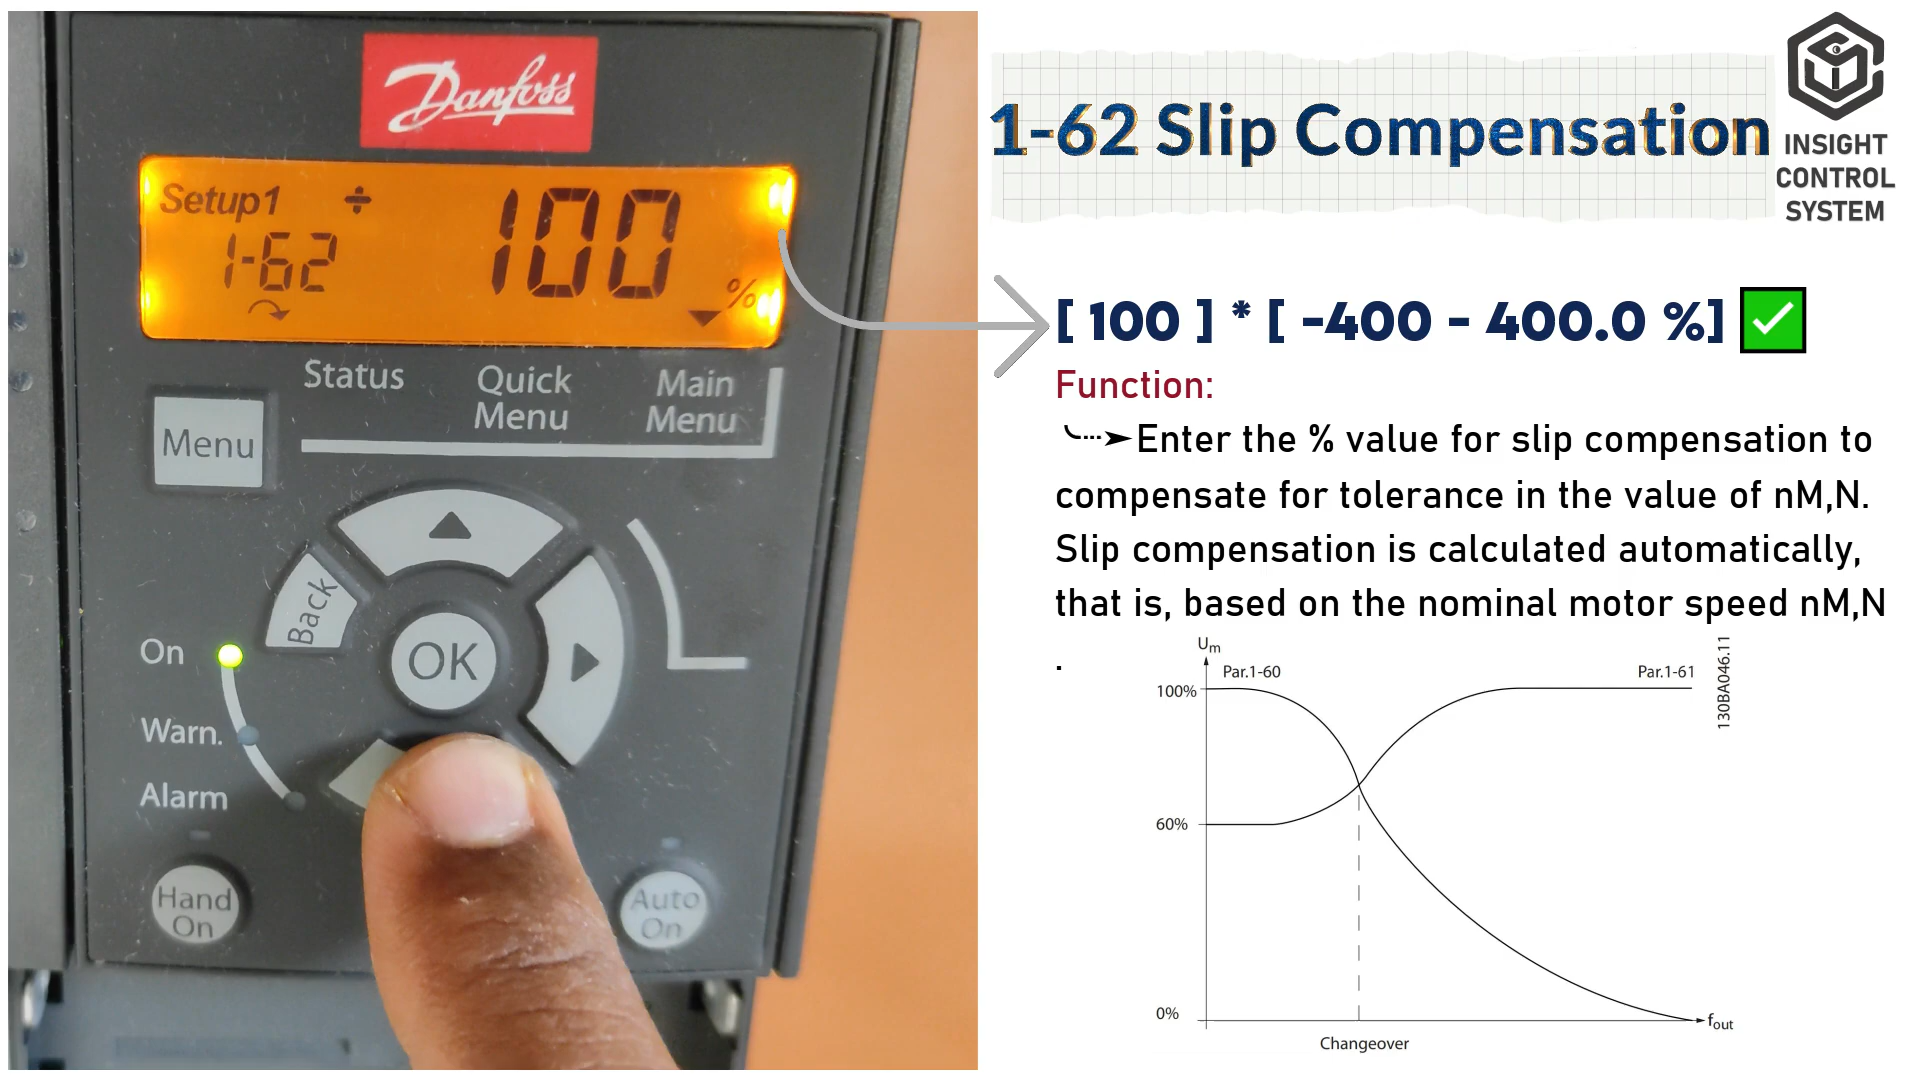 Danfoss
Setup1
1-62
100
%
Status
Quick
Menu
Main
Menu
Menu
Back
OK
On
Warn.
Alarm
Hand
On
Auto
On
1-62 Slip Compensation
INSIGHT
CONTROL
SYSTEM
[ 100 ] * [ -400 - 400.0 %]
Function:
Enter the % value for slip compensation to
compensate for tolerance in the value of nM,N.
Slip compensation is calculated automatically,
that is, based on the nominal motor speed nM,N
.
Um
Par.1-60
Par.1-61
130BA046.11
100%
60%
0%
fout
Changeover